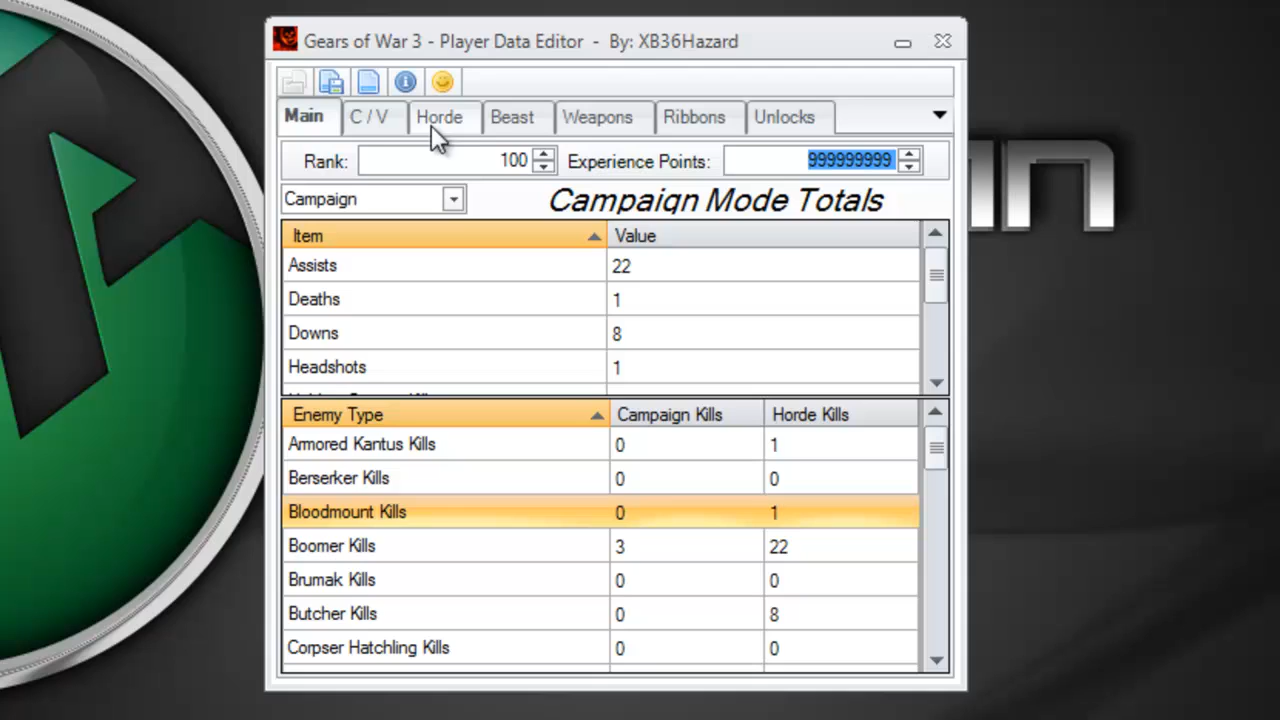 Gears of War 3 - Player Data Editor - By: XB36Hazard
Main C / V Horde Beast Weapons Ribbons Unlocks
Rank: 100 Experience Points: 999999999
Campaign Campaign Mode Totals
Item Value
Assists 22
Deaths 1
Downs 8
Headshots 1
Enemy Type Campaign Kills Horde Kills
Armored Kantus Kills 0 1
Berserker Kills 0 0
Bloodmount Kills 0 1
Boomer Kills 3 22
Brumak Kills 0 0
Butcher Kills 0 8
Corpser Hatchling Kills 0 0